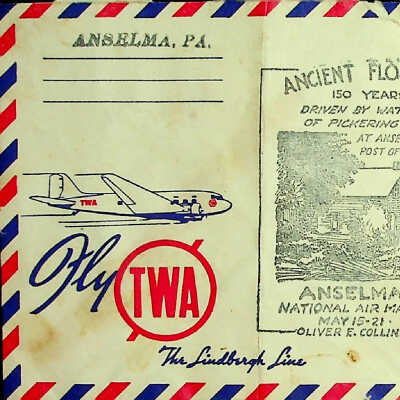 ANSELMA, PA.
ANCIENT FLO
150 YEARS
DRIVEN BY WAT
OF PICKERING
AT ANSE
POST OF
TWA
Fly
TWA
The Lindbergh Line
ANSELMA
NATIONAL AIR MA
MAY 15-21
OLIVER E. COLLIN